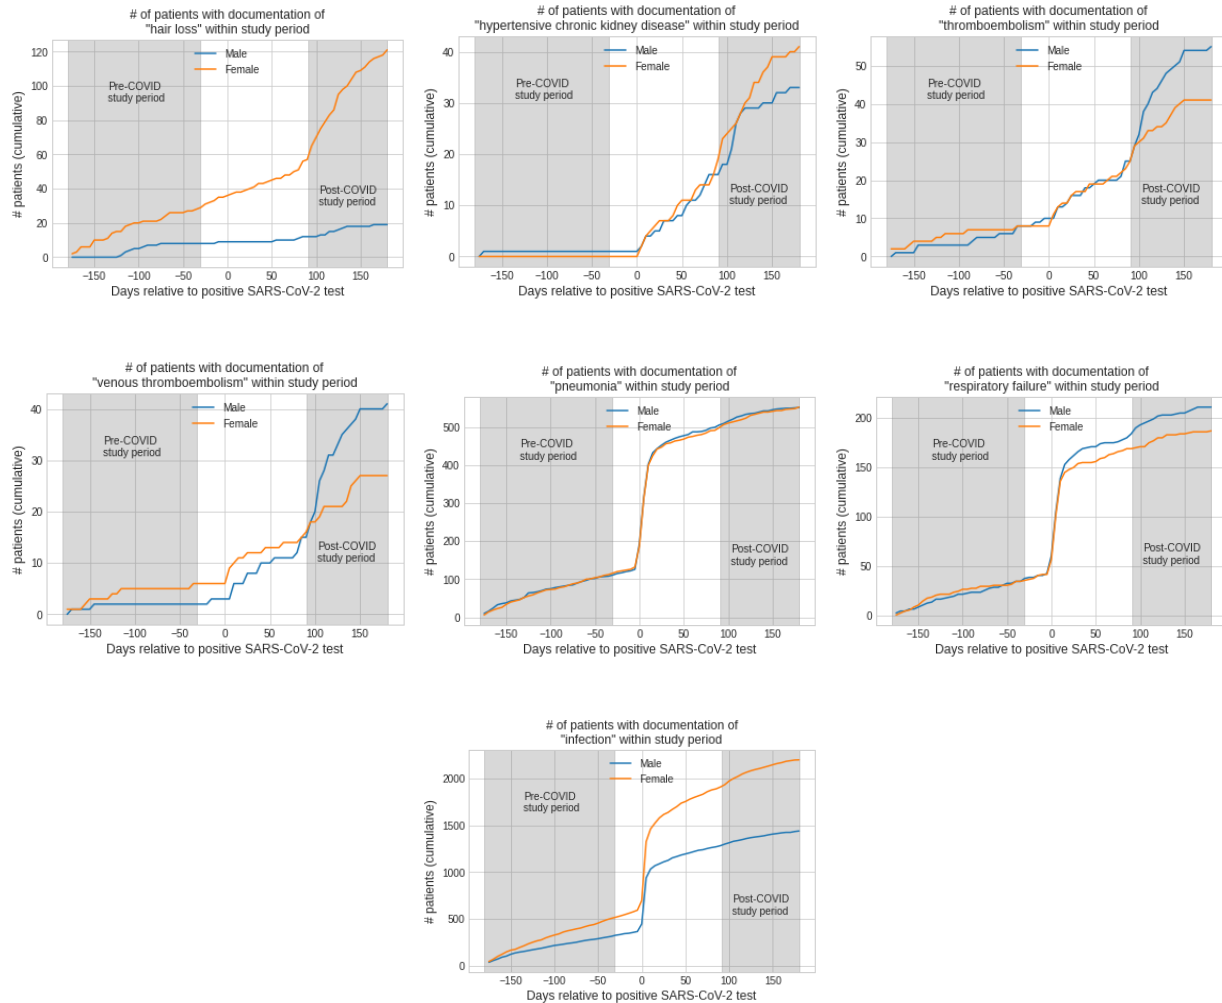 # of patients with documentation of
"hair loss" within study period
Male
Female
Pre-COVID
study period
Post-COVID
study period
# patients (cumulative)
120
100
80
60
40
20
0
−150
−100
−50
0
50
100
150
Days relative to positive SARS-CoV-2 test
# of patients with documentation of
"hypertensive chronic kidney disease" within study period
Male
Female
Pre-COVID
study period
Post-COVID
study period
# patients (cumulative)
40
30
20
10
0
−150
−100
−50
0
50
100
150
Days relative to positive SARS-CoV-2 test
# of patients with documentation of
"thromboembolism" within study period
Male
Female
Pre-COVID
study period
Post-COVID
study period
# patients (cumulative)
50
40
30
20
10
0
−150
−100
−50
0
50
100
150
Days relative to positive SARS-CoV-2 test
# of patients with documentation of
"venous thromboembolism" within study period
Male
Female
Pre-COVID
study period
Post-COVID
study period
# patients (cumulative)
40
30
20
10
0
−150
−100
−50
0
50
100
150
Days relative to positive SARS-CoV-2 test
# of patients with documentation of
"pneumonia" within study period
Male
Female
Pre-COVID
study period
Post-COVID
study period
# patients (cumulative)
500
400
300
200
100
0
−150
−100
−50
0
50
100
150
Days relative to positive SARS-CoV-2 test
# of patients with documentation of
"respiratory failure" within study period
Male
Female
Pre-COVID
study period
Post-COVID
study period
# patients (cumulative)
200
150
100
50
0
−150
−100
−50
0
50
100
150
Days relative to positive SARS-CoV-2 test
# of patients with documentation of
"infection" within study period
Male
Female
Pre-COVID
study period
Post-COVID
study period
# patients (cumulative)
2000
1500
1000
500
0
−150
−100
−50
0
50
100
150
Days relative to positive SARS-CoV-2 test